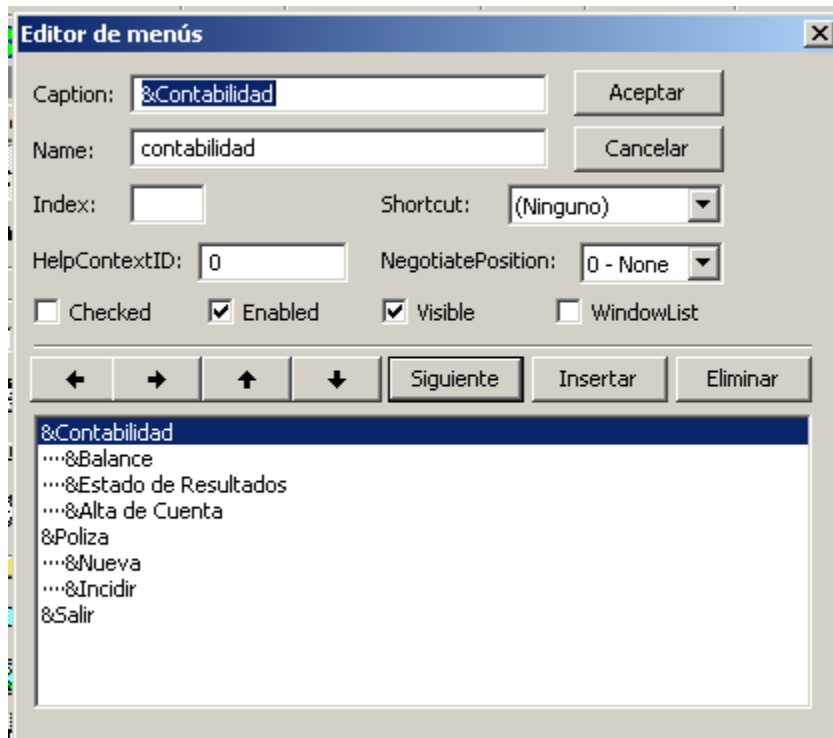 Editor de menús
Caption: &Contabilidad Aceptar
Name: contabilidad Cancelar
Index: Shortcut: (Ninguno)
HelpContextID: 0 NegotiatePosition: 0 - None
Checked Enabled Visible WindowList
Siguiente Insertar Eliminar
&Contabilidad
····&Balance
····&Estado de Resultados
····&Alta de Cuenta
&Poliza
····&Nueva
····&Incidir
&Salir